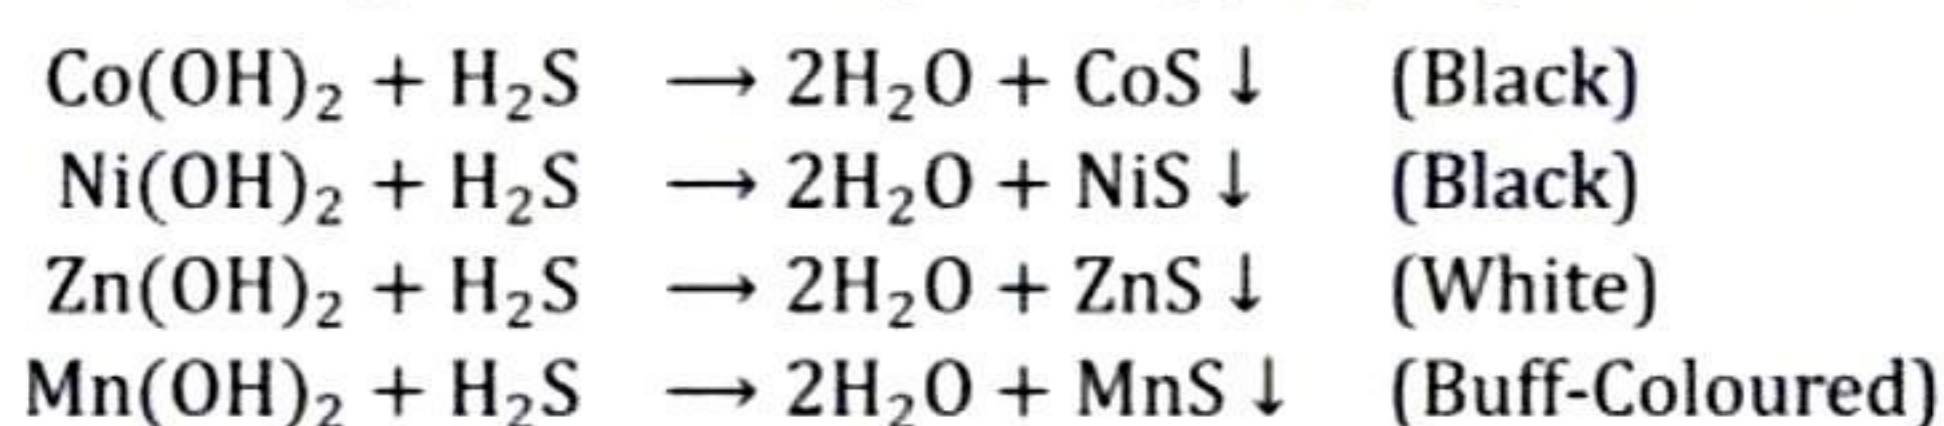 Co(OH)₂ + H₂S ⟶ 2H₂O + CoS ↓ (Black)
Ni(OH)₂ + H₂S ⟶ 2H₂O + NiS ↓ (Black)
Zn(OH)₂ + H₂S ⟶ 2H₂O + ZnS ↓ (White)
Mn(OH)₂ + H₂S ⟶ 2H₂O + MnS ↓ (Buff-Coloured)